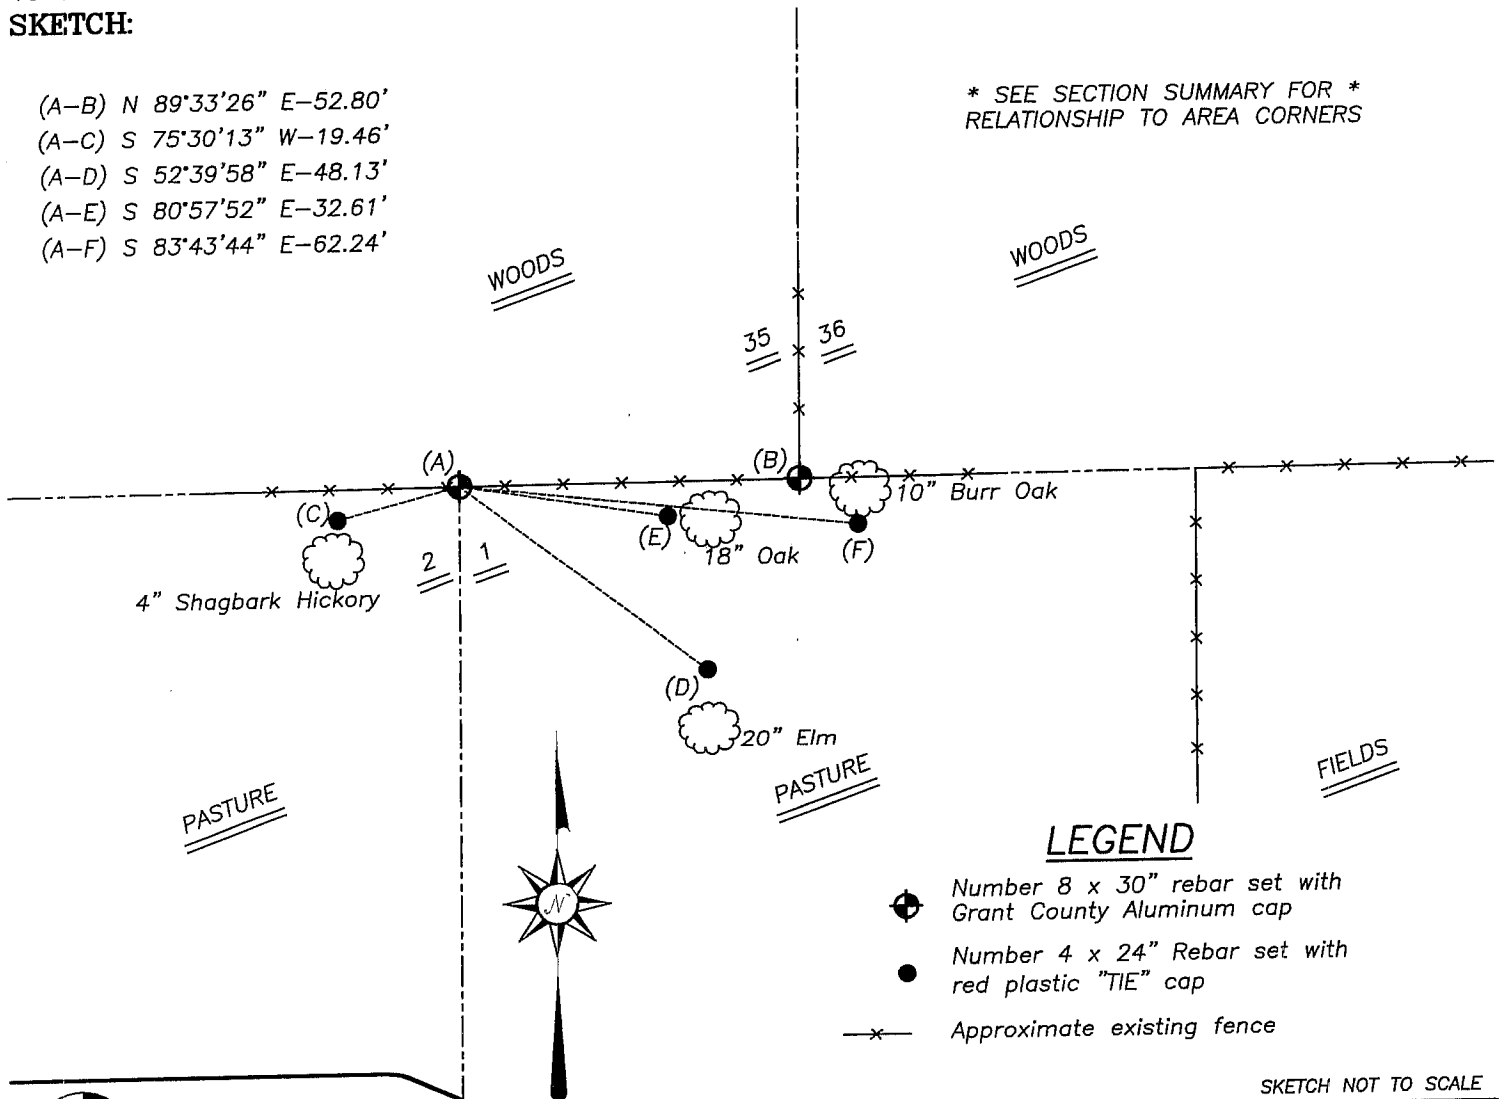 SKETCH:
(A-B) N 89°33'26" E-52.80'
(A-C) S 75°30'13" W-19.46'
(A-D) S 52°39'58" E-48.13'
(A-E) S 80°57'52" E-32.61'
(A-F) S 83°43'44" E-62.24'
* SEE SECTION SUMMARY FOR *
RELATIONSHIP TO AREA CORNERS
WOODS
WOODS
35
36
(A)
(B)
10" Burr Oak
(C)
(E)
(F)
18" Oak
2
1
4" Shagbark Hickory
(D)
20" Elm
PASTURE
PASTURE
FIELDS
N
LEGEND
Number 8 x 30" rebar set with
Grant County Aluminum cap
Number 4 x 24" Rebar set with
red plastic "TIE" cap
Approximate existing fence
SKETCH NOT TO SCALE